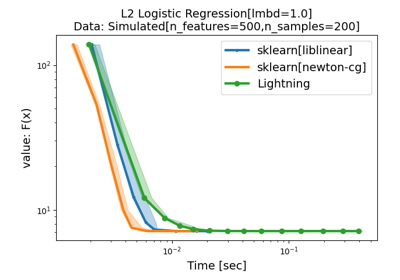 L2 Logistic Regression[lmbd=1.0]
Data: Simulated[n_features=500,n_samples=200]
sklearn[liblinear]
sklearn[newton-cg]
Lightning
value: F(x)
10²
10¹
10⁻²
10⁻¹
Time [sec]